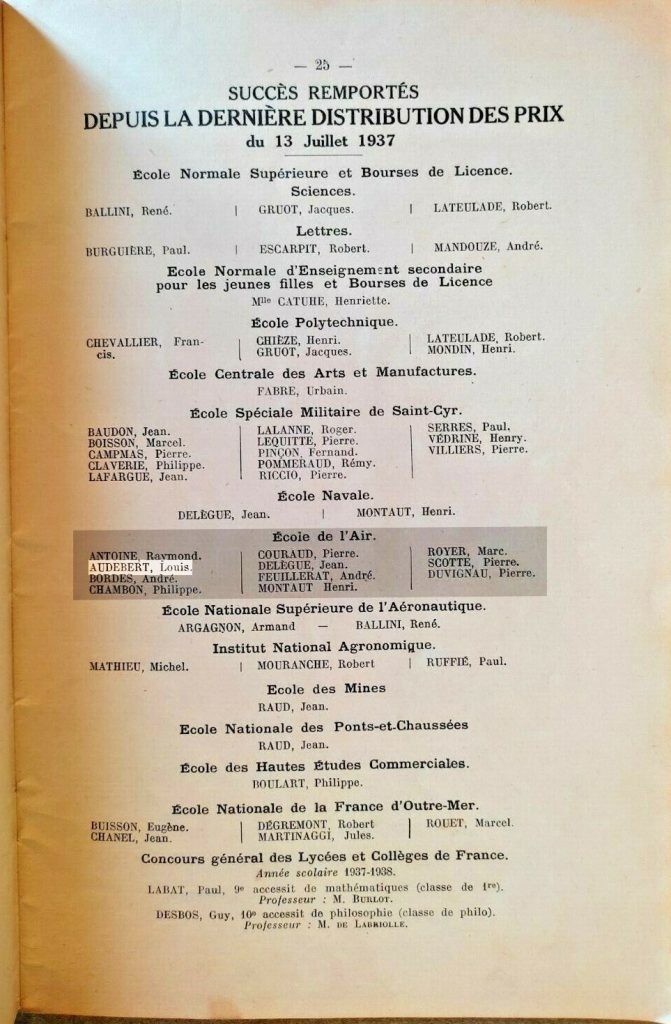 — 25 —
SUCCÈS REMPORTÉS
DEPUIS LA DERNIÈRE DISTRIBUTION DES PRIX
du 13 Juillet 1937
École Normale Supérieure et Bourses de Licence.
Sciences.
BALLINI, René. | GRUOT, Jacques. | LATEULADE, Robert.
Lettres.
BURGUIÈRE, Paul. | ESCARPIT, Robert. | MANDOUZE, André.
Ecole Normale d'Enseignement secondaire
pour les jeunes filles et Bourses de Licence
Mlle CATUHE, Henriette.
École Polytechnique.
CHEVALLIER, Fran-
cis.
CHIÈZE, Henri.
GRUOT, Jacques.
LATEULADE, Robert.
MONDIN, Henri.
École Centrale des Arts et Manufactures.
FABRE, Urbain.
École Spéciale Militaire de Saint-Cyr.
BAUDON, Jean.
BOISSON, Marcel.
CAMPMAS, Pierre.
CLAVERIE, Philippe.
LAFARGUE, Jean.
LALANNE, Roger.
LEQUITTE, Pierre.
PINÇON, Fernand.
POMMERAUD, Rémy.
RICCIO, Pierre.
SERRES, Paul.
VÉDRINE, Henry.
VILLIERS, Pierre.
École Navale.
DELÈGUE, Jean. | MONTAUT, Henri.
École de l'Air.
ANTOINE, Raymond.
AUDEBERT, Louis.
BORDES, André.
CHAMBON, Philippe.
COURAUD, Pierre.
DELÈGUE, Jean.
FEUILLERAT, André.
MONTAUT Henri.
ROYER, Marc.
SCOTTE, Pierre.
DUVIGNAU, Pierre.
École Nationale Supérieure de l'Aéronautique.
ARGAGNON, Armand — BALLINI, René.
Institut National Agronomique.
MATHIEU, Michel. | MOURANCHE, Robert | RUFFIÉ, Paul.
Ecole des Mines
RAUD, Jean.
Ecole Nationale des Ponts-et-Chaussées
RAUD, Jean.
École des Hautes Études Commerciales.
BOULART, Philippe.
École Nationale de la France d'Outre-Mer.
BUISSON, Eugène.
CHANEL, Jean.
DÉGREMONT, Robert
MARTINAGGI, Jules.
ROUET, Marcel.
Concours général des Lycées et Collèges de France.
Année scolaire 1937-1938.
LABAT, Paul, 9e accessit de mathématiques (classe de 1re).
Professeur : M. BURLOT.
DESBOS, Guy, 10e accessit de philosophie (classe de philo).
Professeur : M. DE LABRIOLLE.